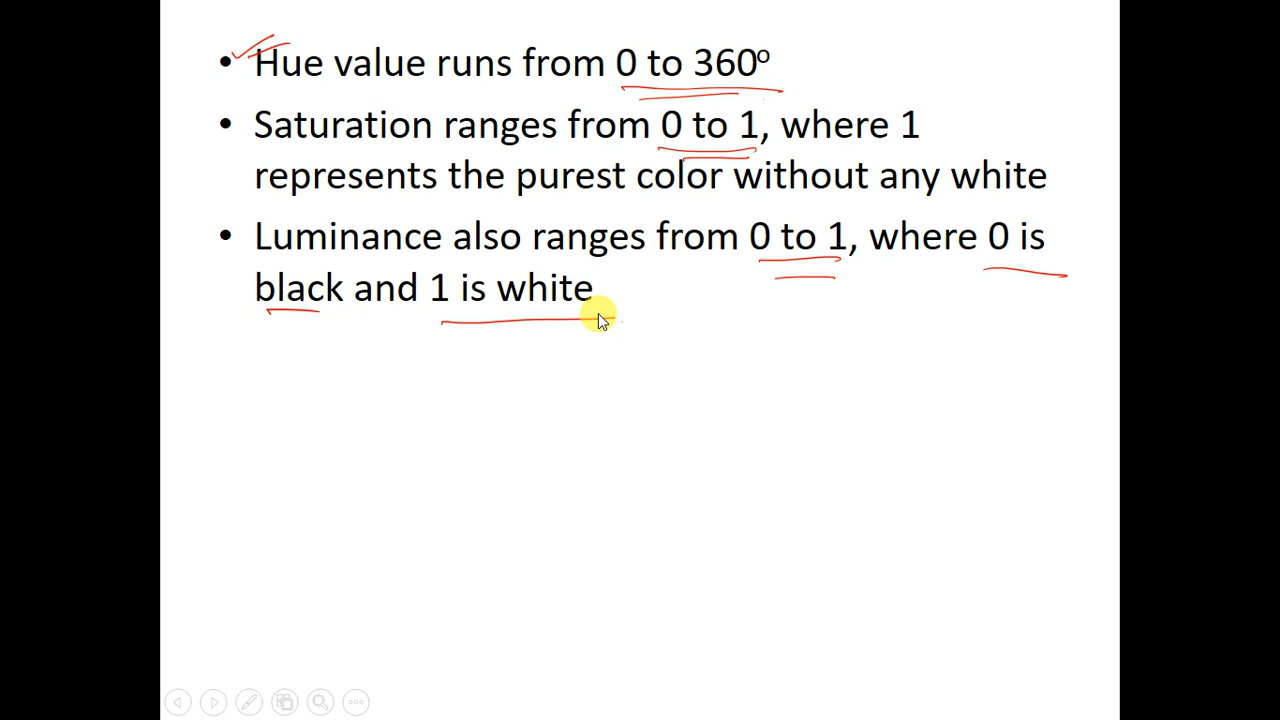 • Hue value runs from 0 to 360º
• Saturation ranges from 0 to 1, where 1
represents the purest color without any white
• Luminance also ranges from 0 to 1, where 0 is
black and 1 is white